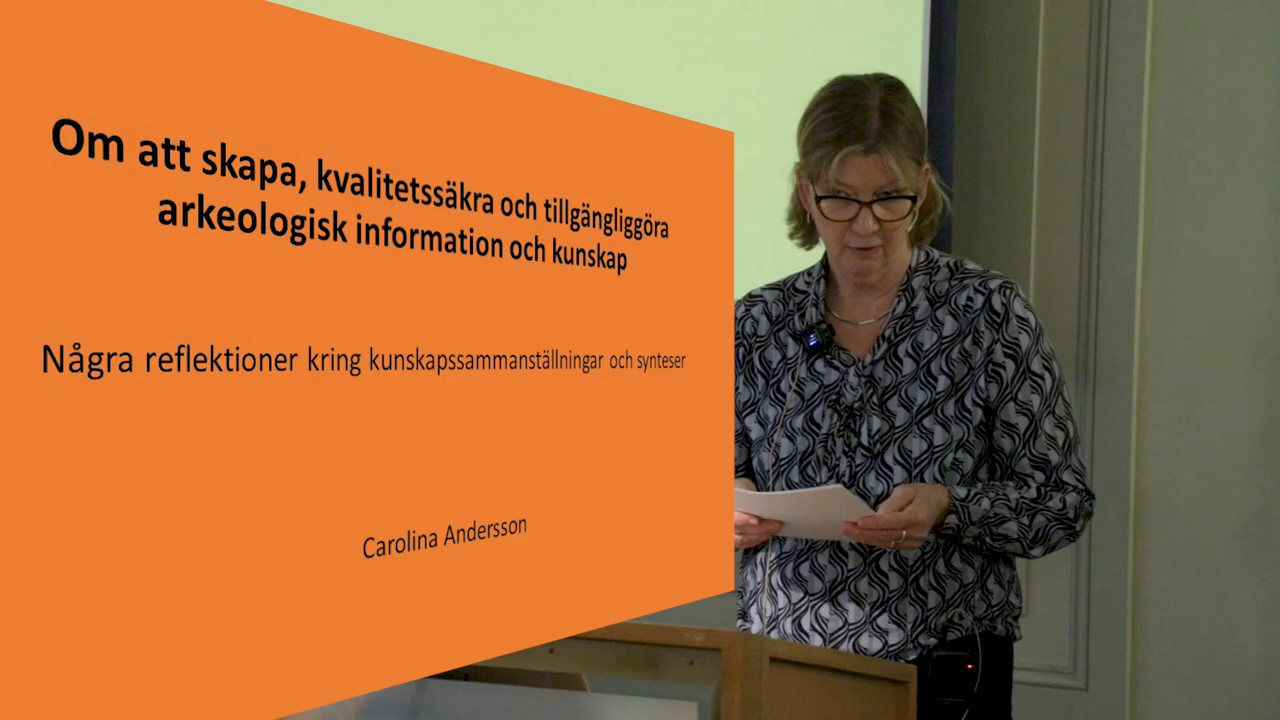 Om att skapa, kvalitetssäkra och tillgängliggöra
arkeologisk information och kunskap
Några reflektioner kring kunskapssammanställningar och synteser
Carolina Andersson